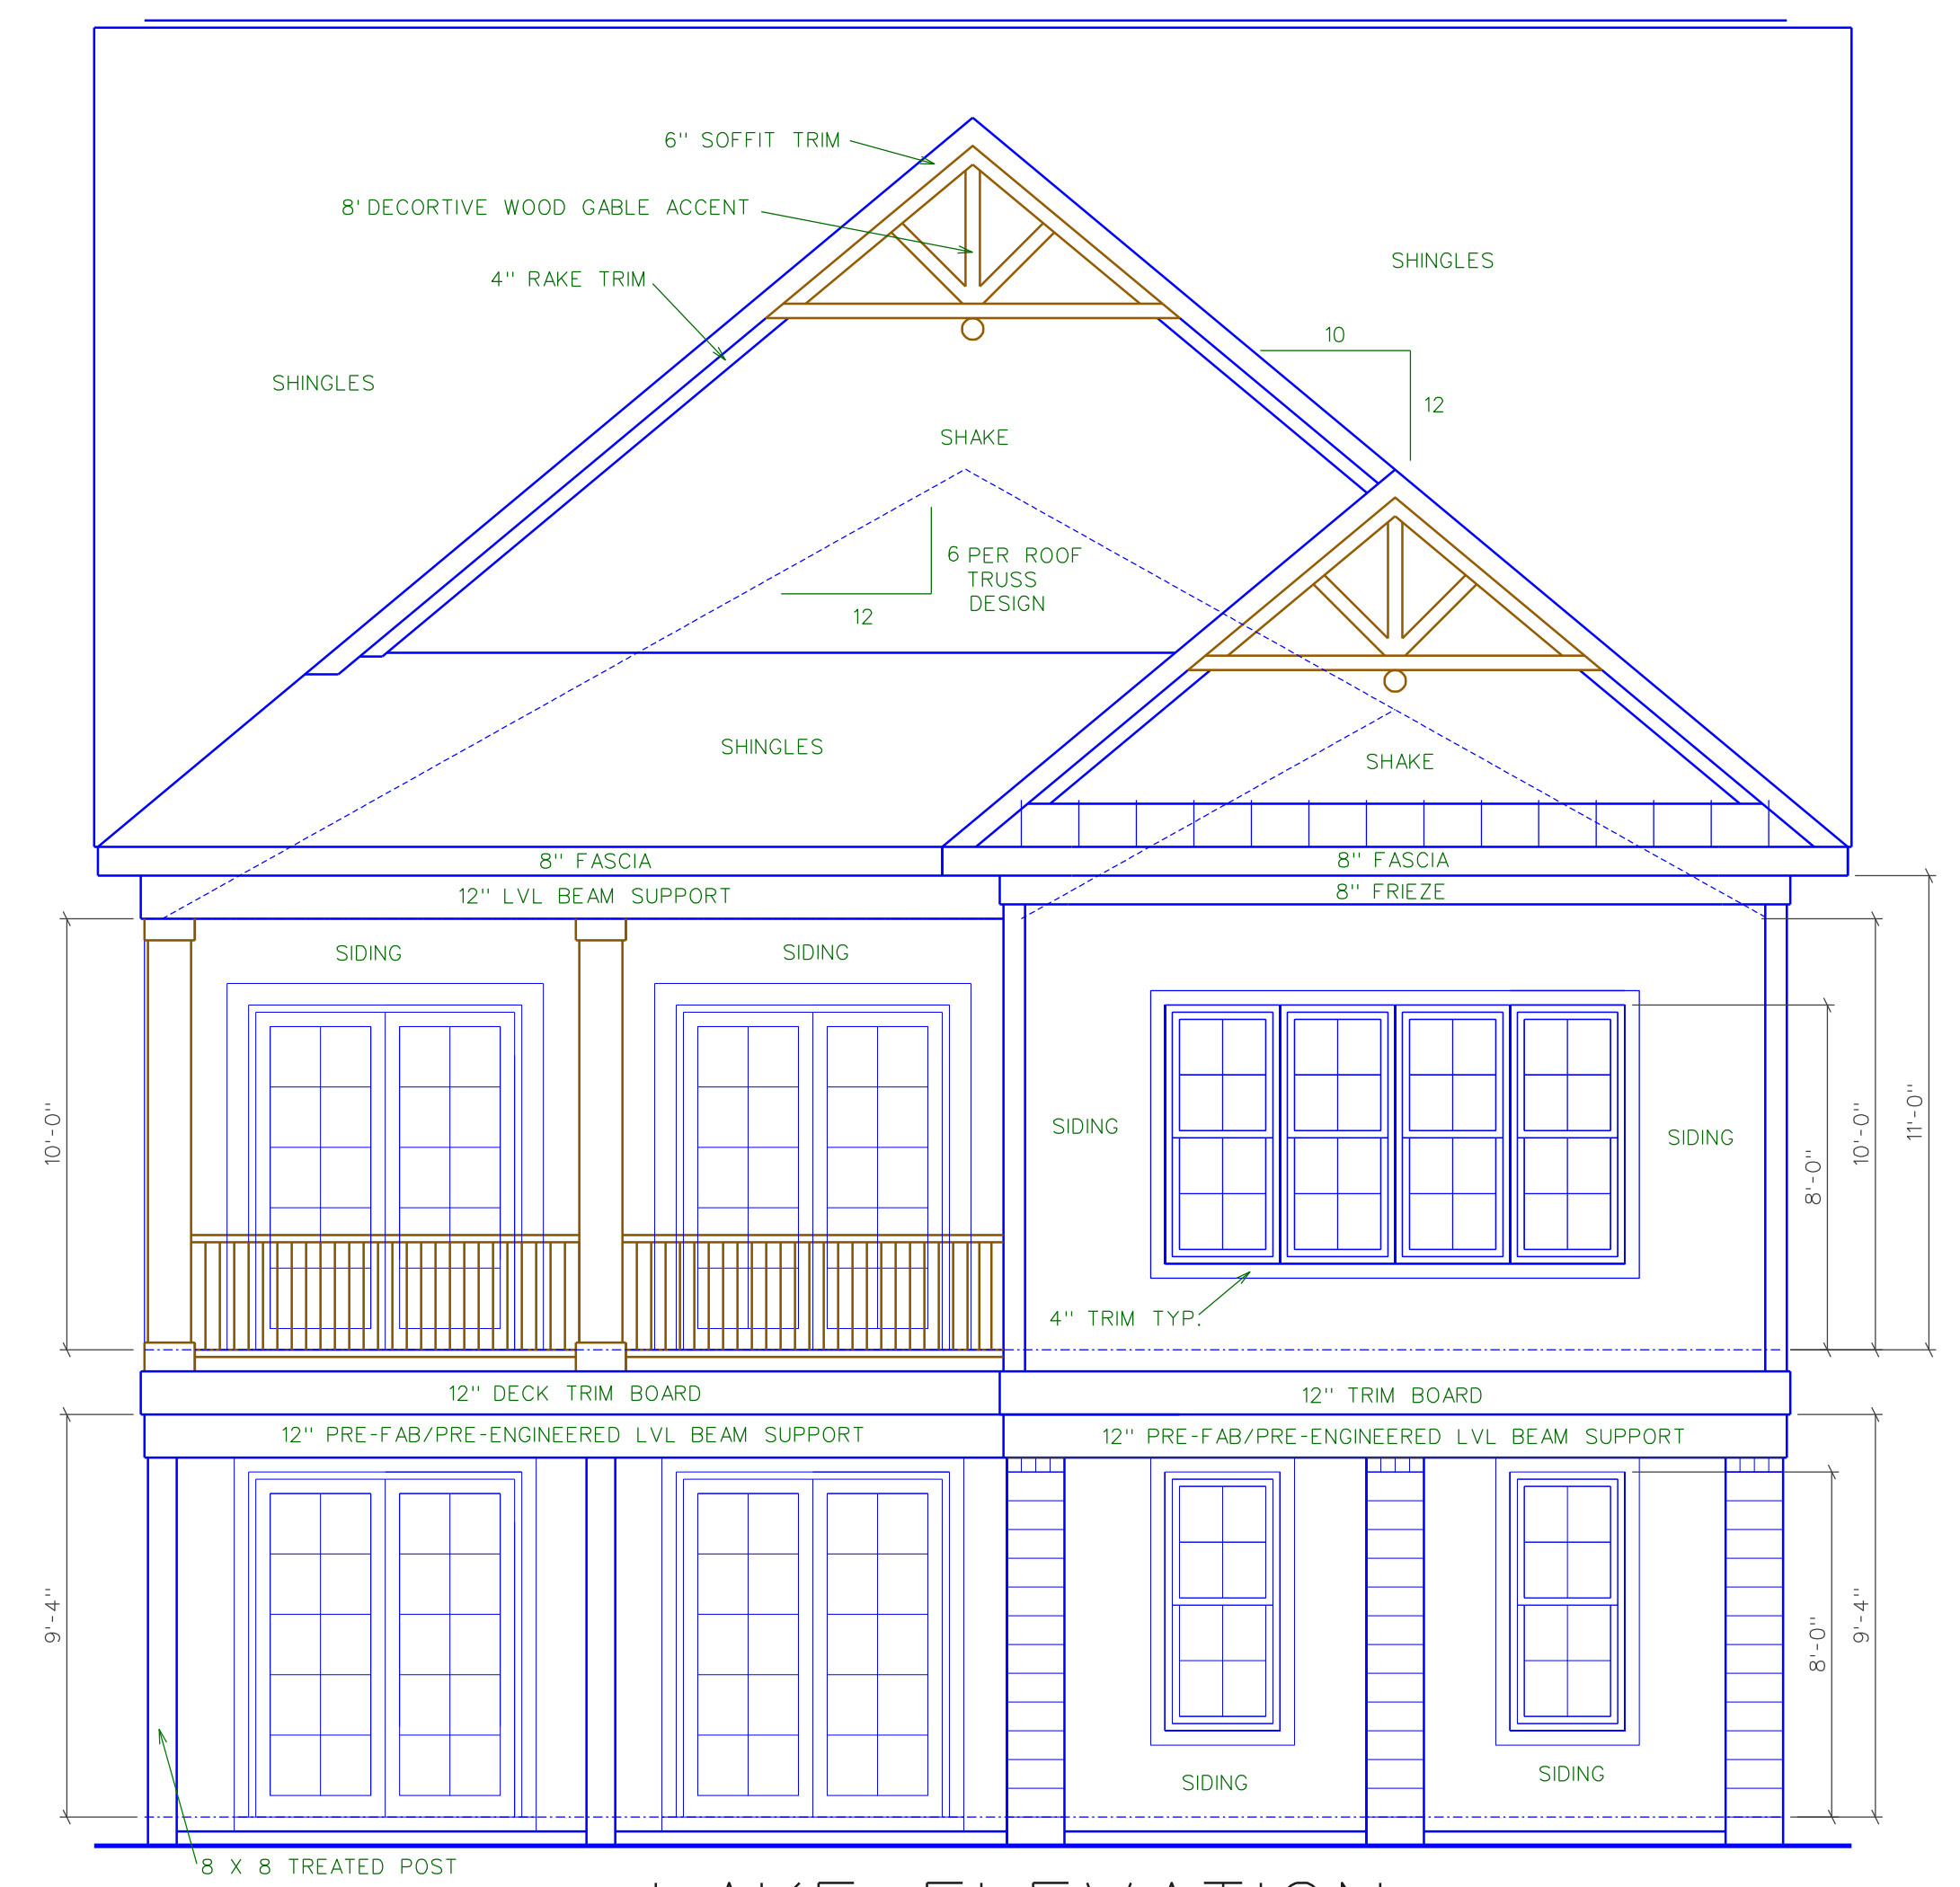 6" SOFFIT TRIM
8' DECORTIVE WOOD GABLE ACCENT
SHINGLES
4" RAKE TRIM
10
SHINGLES
12
SHAKE
6 PER ROOF
TRUSS
DESIGN
12
SHINGLES
SHAKE
8" FASCIA
8" FASCIA
12" LVL BEAM SUPPORT
8" FRIEZE
SIDING
SIDING
10'-0"
SIDING
SIDING
8'-0"
10'-0"
11'-0"
4" TRIM TYP.
12" DECK TRIM BOARD
12" TRIM BOARD
12" PRE-FAB/PRE-ENGINEERED LVL BEAM SUPPORT
12" PRE-FAB/PRE-ENGINEERED LVL BEAM SUPPORT
9'-4"
8'-0"
9'-4"
SIDING
SIDING
8 X 8 TREATED POST